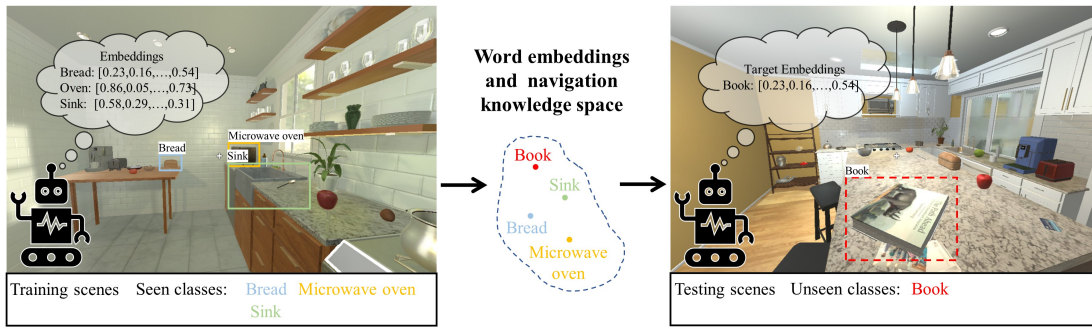 Embeddings
Bread: [0.23,0.16,…,0.54]
Oven: [0.86,0.05,…,0.73]
Sink: [0.58,0.29,…,0.31]
Bread
Microwave oven
Sink
Training scenes Seen classes: Bread Microwave oven
Sink
Word embeddings
and navigation
knowledge space
Book
Sink
Bread
Microwave
oven
Target Embeddings
Book: [0.23,0.16,…,0.54]
Book
Testing scenes Unseen classes: Book